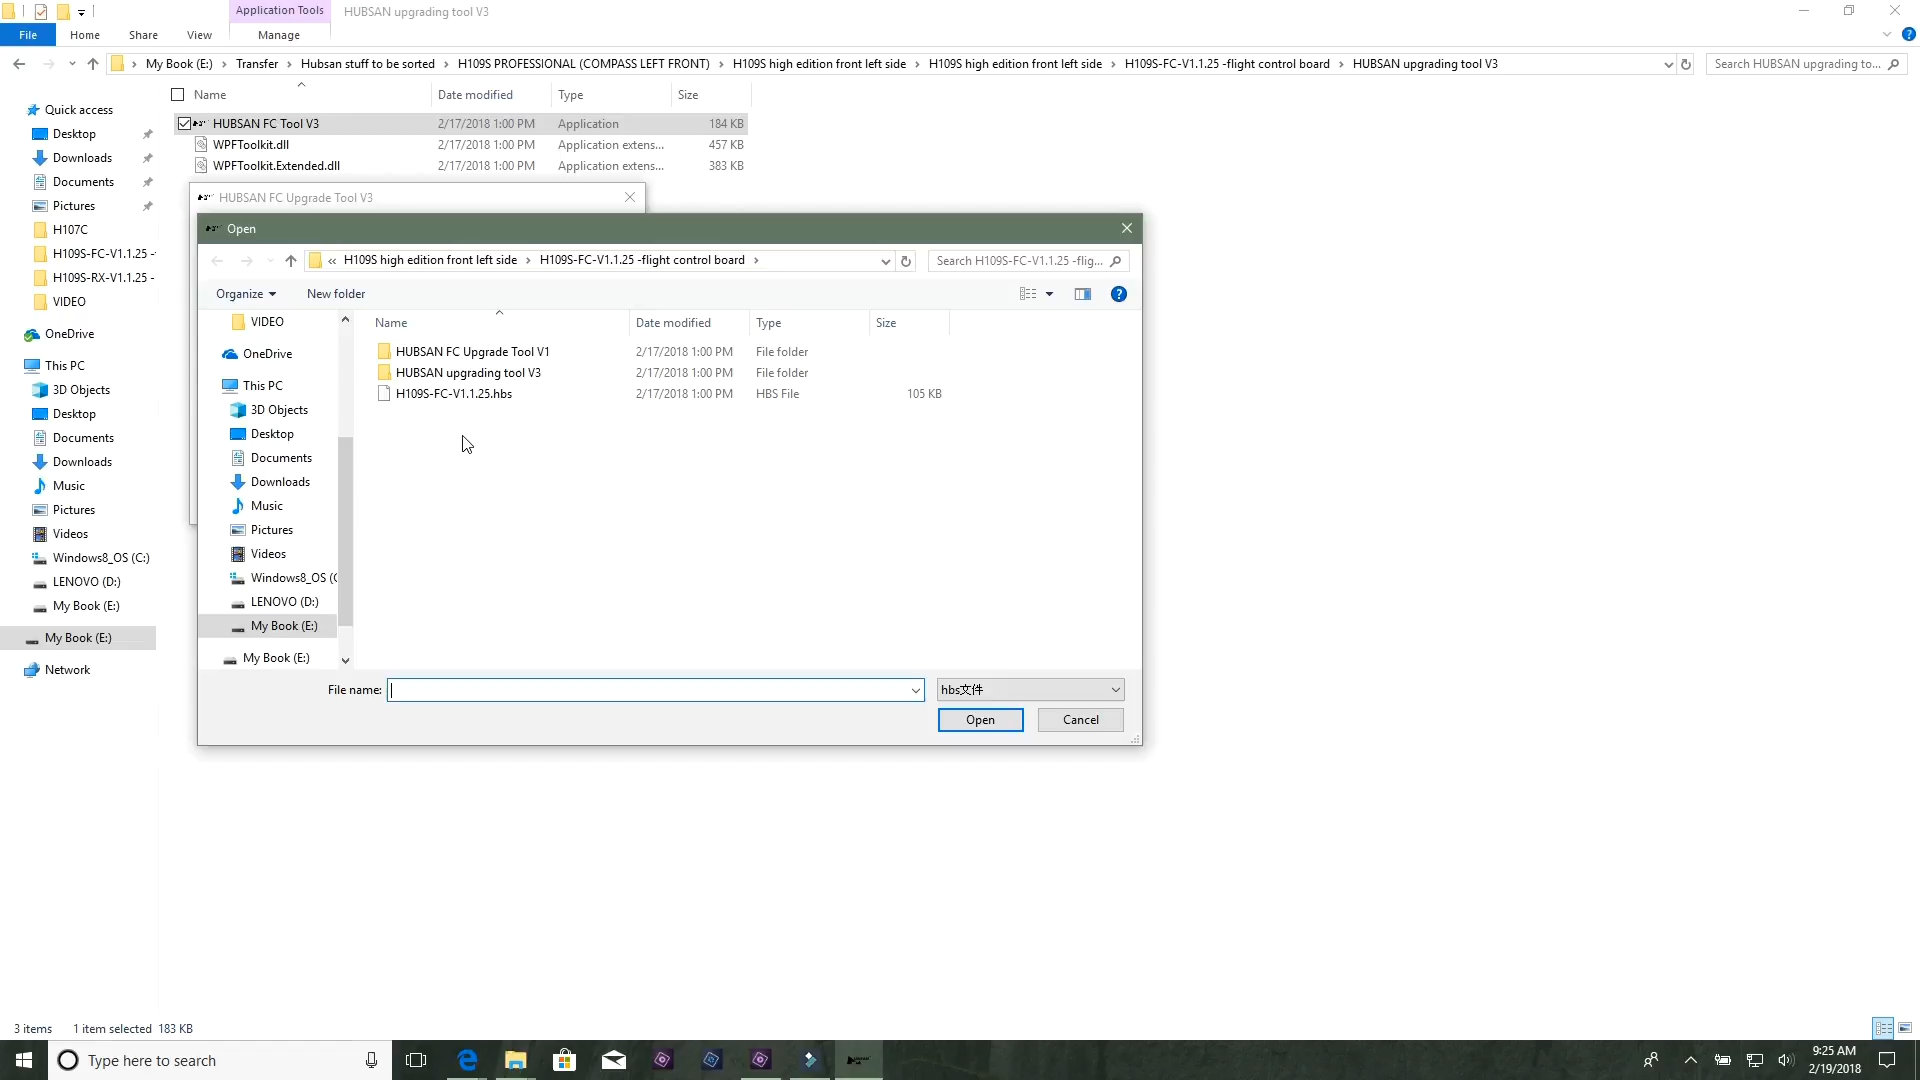 Application Tools
HUBSAN upgrading tool V3
File
Home
Share
View
Manage
My Book (E:)
Transfer
Hubsan stuff to be sorted
H109S PROFESSIONAL (COMPASS LEFT FRONT)
H109S high edition front left side
H109S high edition front left side
H109S-FC-V1.1.25 -flight control board
HUBSAN upgrading tool V3
Search HUBSAN upgrading to...
Name
Date modified
Type
Size
HUBSAN FC Tool V3
2/17/2018 1:00 PM
Application
184 KB
WPFToolkit.dll
2/17/2018 1:00 PM
Application extens...
457 KB
WPFToolkit.Extended.dll
2/17/2018 1:00 PM
Application extens...
383 KB
Quick access
Desktop
Downloads
Documents
Pictures
H107C
H109S-FC-V1.1.25 -
H109S-RX-V1.1.25 -
VIDEO
OneDrive
This PC
3D Objects
Desktop
Documents
Downloads
Music
Pictures
Videos
Windows8_OS (C:)
LENOVO (D:)
My Book (E:)
My Book (E:)
Network
HUBSAN FC Upgrade Tool V3
Open
«
H109S high edition front left side
H109S-FC-V1.1.25 -flight control board
Search H109S-FC-V1.1.25 -flig...
Organize
New folder
Name
Date modified
Type
Size
HUBSAN FC Upgrade Tool V1
2/17/2018 1:00 PM
File folder
HUBSAN upgrading tool V3
2/17/2018 1:00 PM
File folder
H109S-FC-V1.1.25.hbs
2/17/2018 1:00 PM
HBS File
105 KB
VIDEO
OneDrive
This PC
3D Objects
Desktop
Documents
Downloads
Music
Pictures
Videos
Windows8_OS (C
LENOVO (D:)
My Book (E:)
My Book (E:)
File name:
hbs文件
Open
Cancel
3 items
1 item selected 183 KB
Type here to search
9:25 AM
2/19/2018